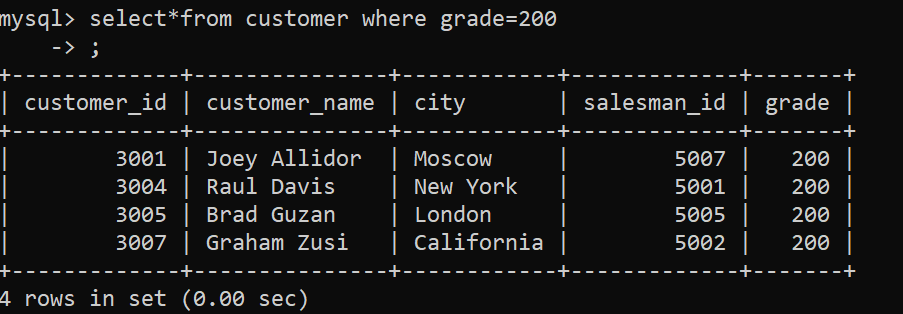 mysql> select*from customer where grade=200
    -> ;
+-------------+---------------+------------+-------------+-------+
| customer_id | customer_name | city       | salesman_id | grade |
+-------------+---------------+------------+-------------+-------+
|        3001 | Joey Allidor  | Moscow     |        5007 |   200 |
|        3004 | Raul Davis    | New York   |        5001 |   200 |
|        3005 | Brad Guzan    | London     |        5005 |   200 |
|        3007 | Graham Zusi   | California |        5002 |   200 |
+-------------+---------------+------------+-------------+-------+
4 rows in set (0.00 sec)